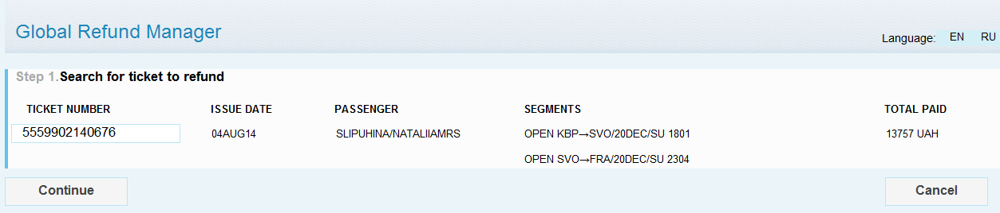 Global Refund Manager
Language: EN RU
Step 1.Search for ticket to refund
TICKET NUMBER ISSUE DATE PASSENGER SEGMENTS TOTAL PAID
5559902140676 04AUG14 SLIPUHINA/NATALIIAMRS OPEN KBP→SVO/20DEC/SU 1801 13757 UAH
OPEN SVO→FRA/20DEC/SU 2304
Continue Cancel